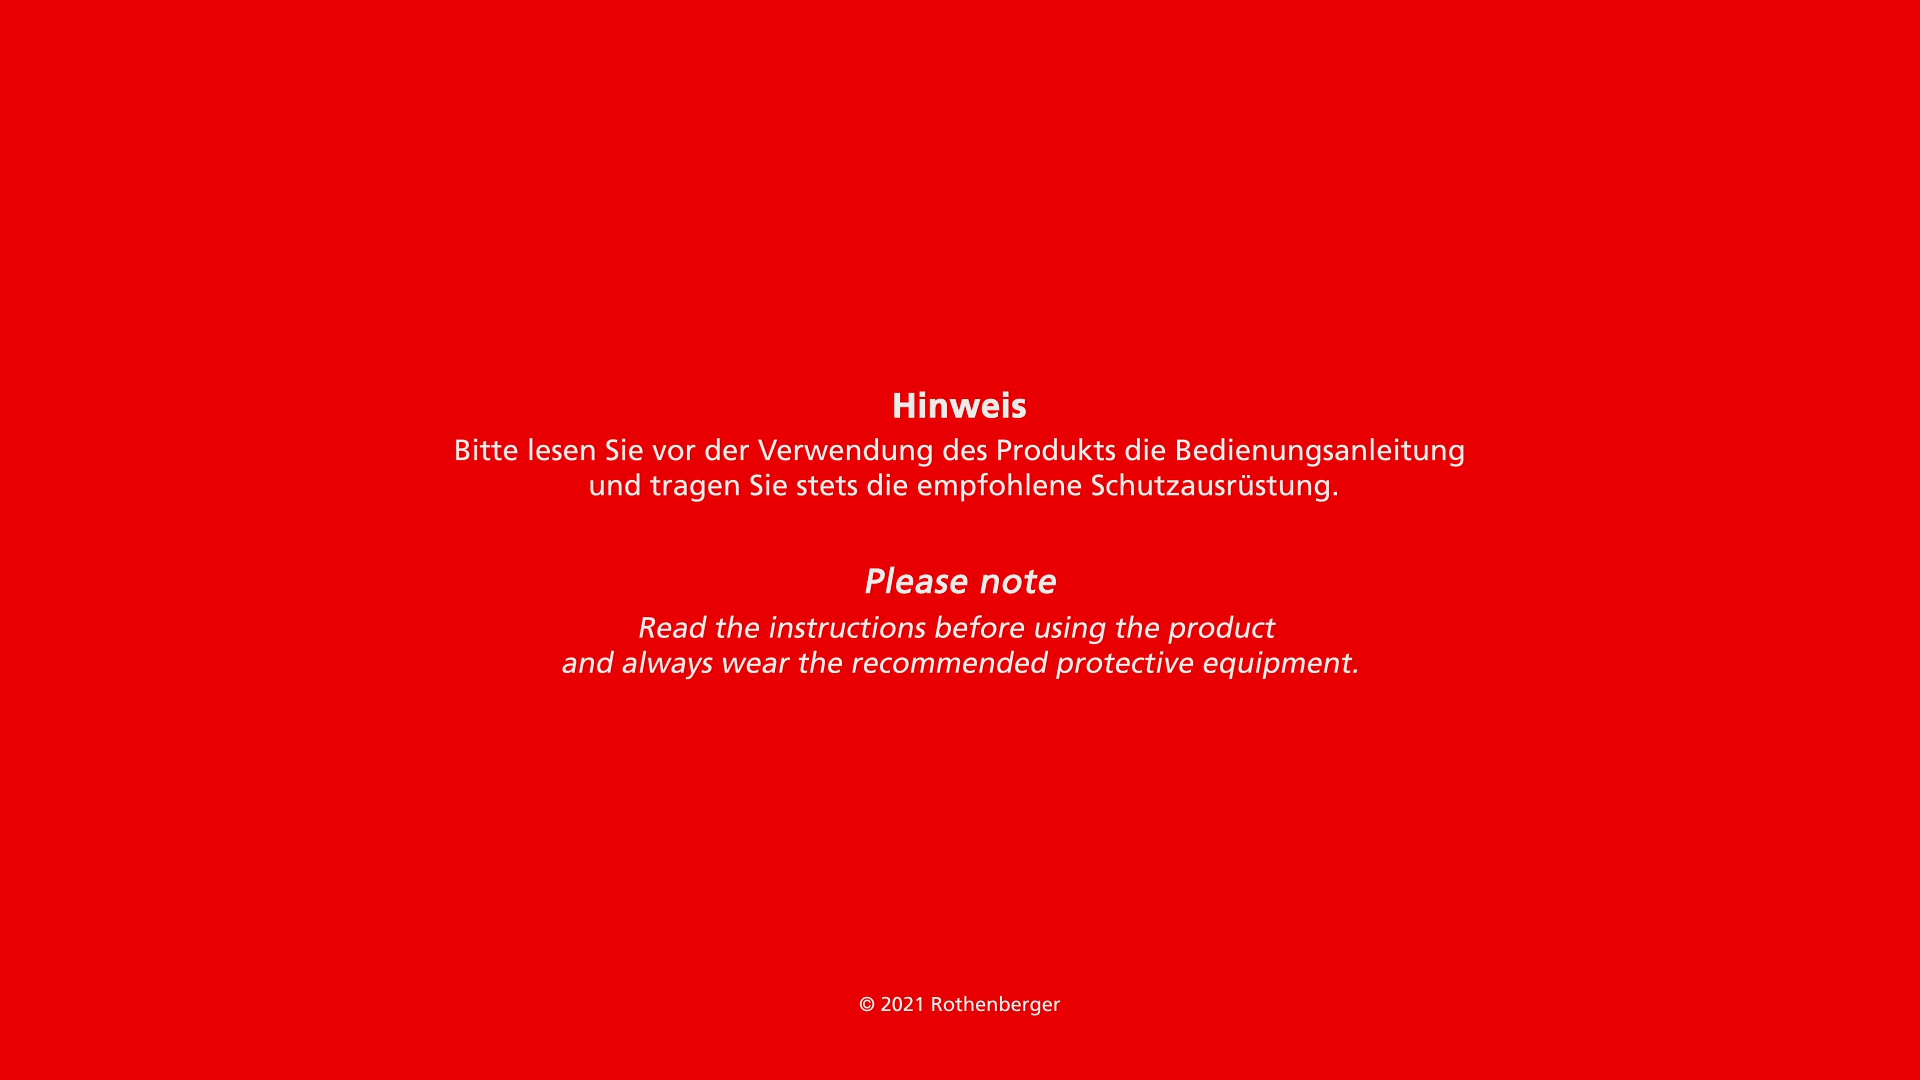 Hinweis
Bitte lesen Sie vor der Verwendung des Produkts die Bedienungsanleitung
und tragen Sie stets die empfohlene Schutzausrüstung.
Please note
Read the instructions before using the product
and always wear the recommended protective equipment.
© 2021 Rothenberger